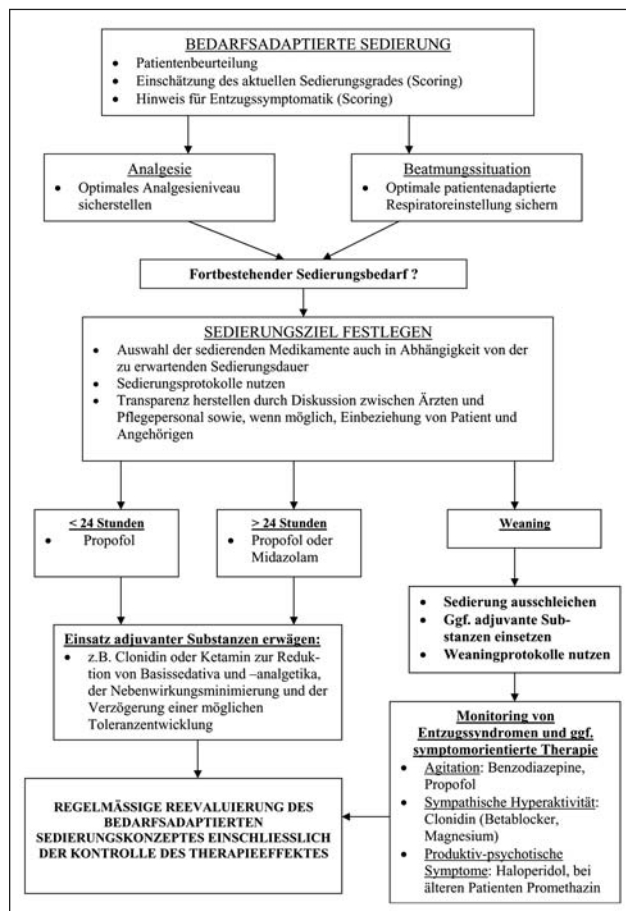 BEDARFSADAPTIERTE SEDIERUNG
• Patientenbeurteilung
• Einschätzung des aktuellen Sedierungsgrades (Scoring)
• Hinweis für Entzugssymptomatik (Scoring)
Analgesie
• Optimales Analgesieniveau
sicherstellen
Beatmungssituation
• Optimale patientenadaptierte
Respiratoreinstellung sichern
Fortbestehender Sedierungsbedarf ?
SEDIERUNGSZIEL FESTLEGEN
• Auswahl der sedierenden Medikamente auch in Abhängigkeit von der
zu erwartenden Sedierungsdauer
• Sedierungsprotokolle nutzen
• Transparenz herstellen durch Diskussion zwischen Ärzten und
Pflegepersonal sowie, wenn möglich, Einbeziehung von Patient und
Angehörigen
< 24 Stunden
• Propofol
> 24 Stunden
• Propofol oder
Midazolam
Weaning
• Sedierung ausschleichen
• Ggf. adjuvante Sub-
stanzen einsetzen
• Weaningprotokolle nutzen
Einsatz adjuvanter Substanzen erwägen:
• z.B. Clonidin oder Ketamin zur Reduk-
tion von Basissedativa und –analgetika,
der Nebenwirkungsminimierung und der
Verzögerung einer möglichen
Toleranzentwicklung
Monitoring von
Entzugssyndromen und ggf.
symptomorientierte Therapie
• Agitation: Benzodiazepine,
Propofol
• Sympathische Hyperaktivität:
Clonidin (Betablocker,
Magnesium)
• Produktiv-psychotische
Symptome: Haloperidol, bei
älteren Patienten Promethazin
REGELMÄSSIGE REEVALUIERUNG DES
BEDARFSADAPTIERTEN
SEDIERUNGSKONZEPTES EINSCHLIESSLICH
DER KONTROLLE DES THERAPIEEFFEKTES